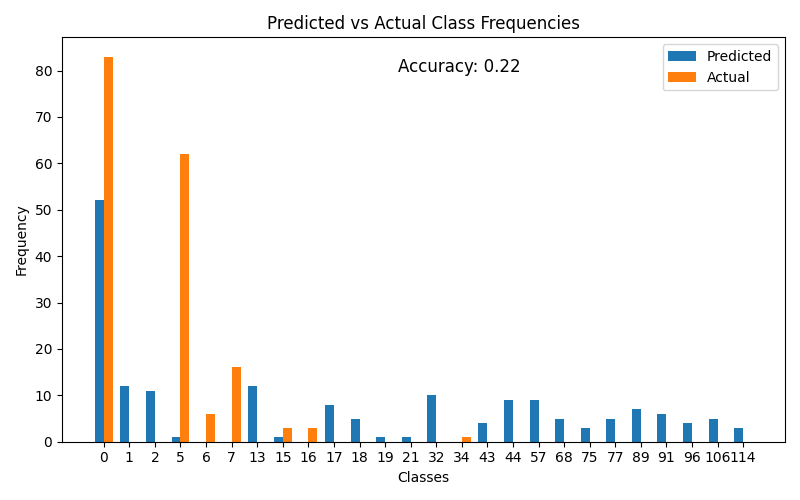 Predicted vs Actual Class Frequencies
Accuracy: 0.22
Predicted
Actual
Frequency
80
70
60
50
40
30
20
10
0
0 1 2 5 6 7 13 15 16 17 18 19 21 32 34 43 44 57 68 75 77 89 91 96 106 114
Classes